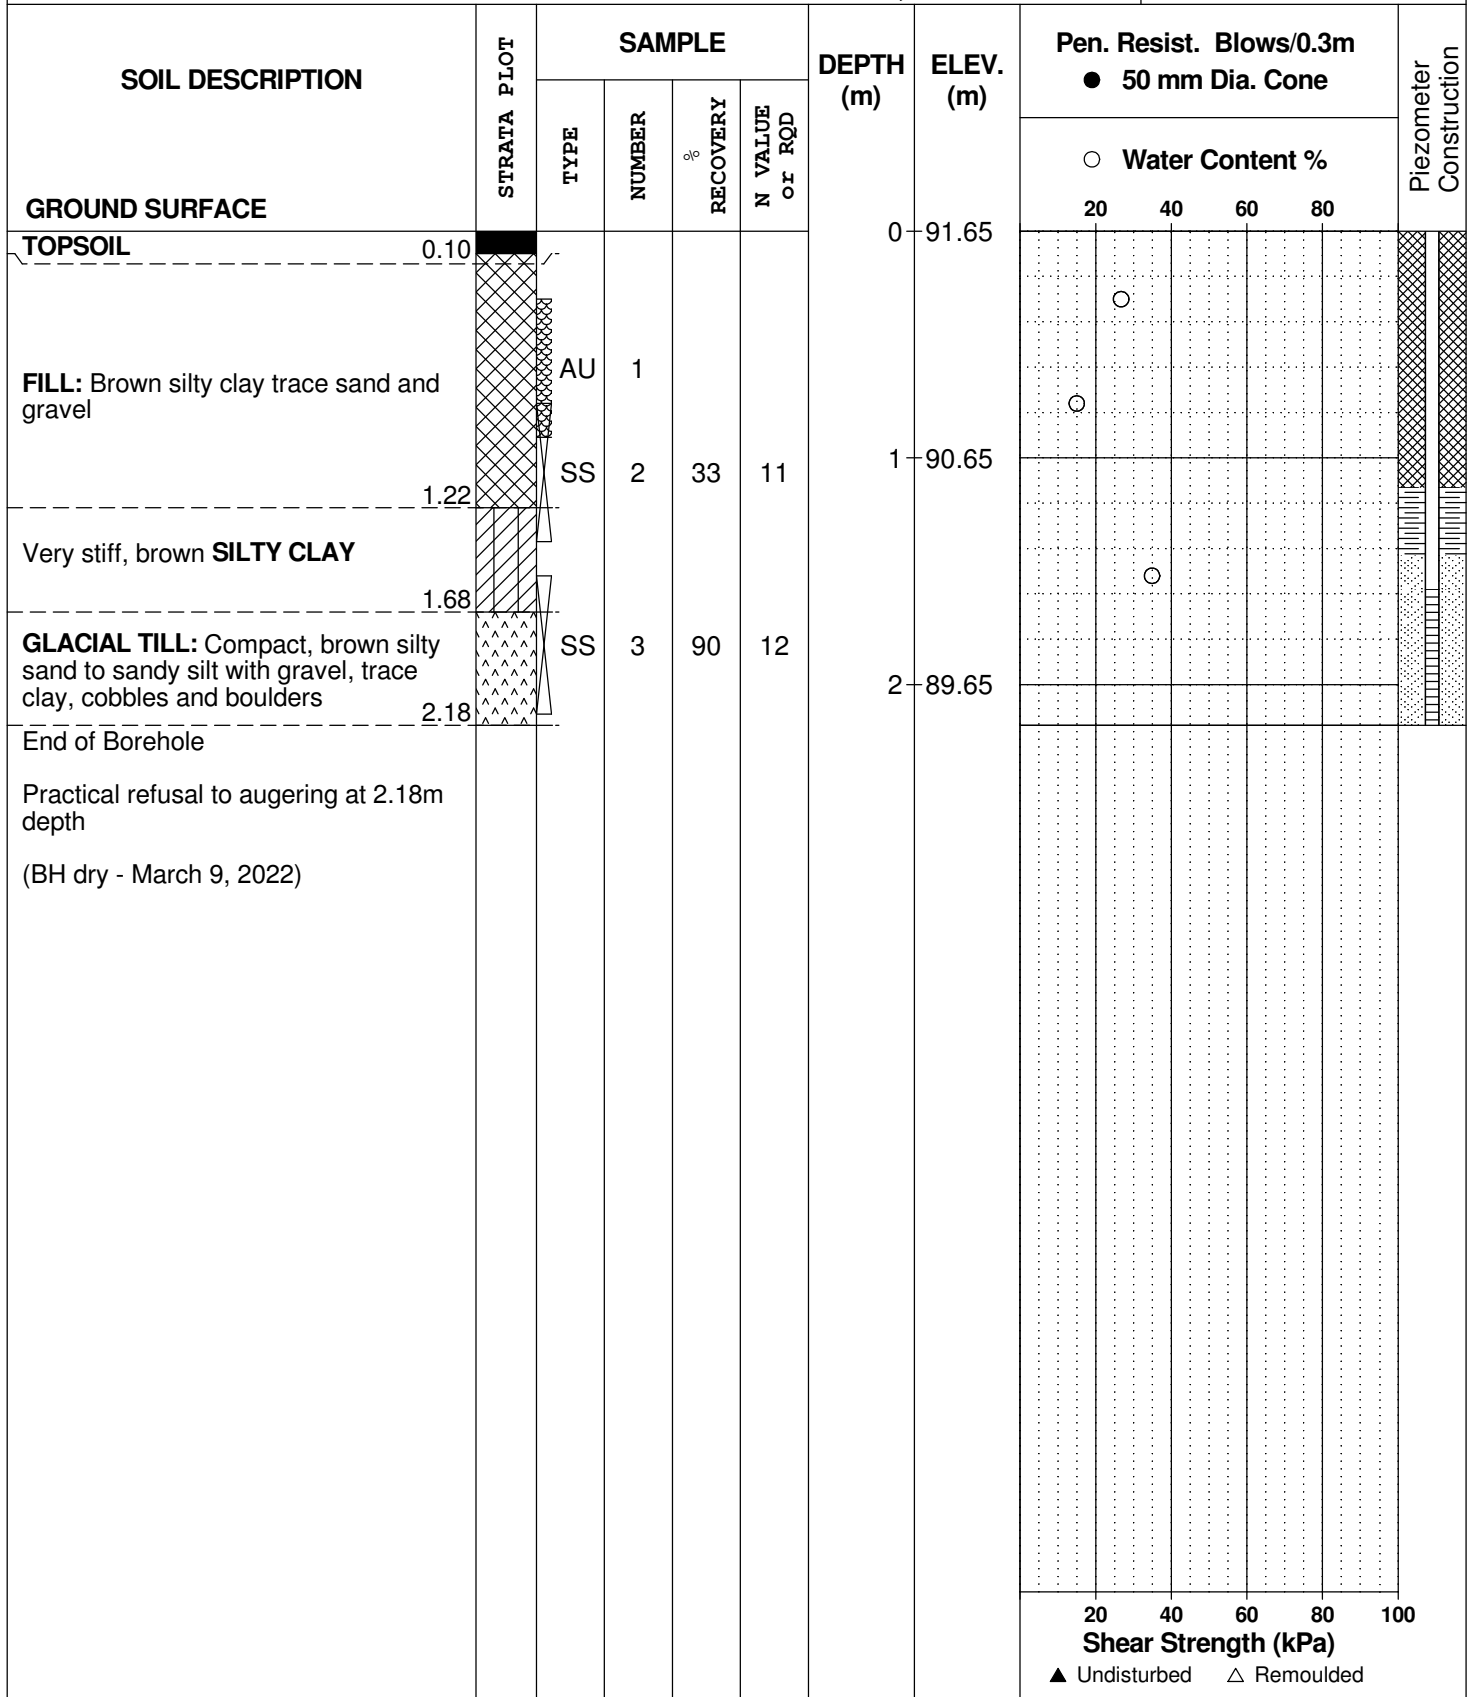 SOIL DESCRIPTION
GROUND SURFACE
STRATA PLOT
SAMPLE
TYPE
NUMBER
%
RECOVERY
N VALUE
or RQD
DEPTH
(m)
ELEV.
(m)
Pen. Resist. Blows/0.3m
● 50 mm Dia. Cone
○ Water Content %
20 40 60 80
Piezometer
Construction
TOPSOIL 0.10
0 91.65
FILL: Brown silty clay trace sand and
gravel
AU 1
1 90.65
SS 2 33 11
1.22
Very stiff, brown SILTY CLAY
1.68
GLACIAL TILL: Compact, brown silty
sand to sandy silt with gravel, trace
clay, cobbles and boulders
SS 3 90 12
2 89.65
2.18
End of Borehole
Practical refusal to augering at 2.18m
depth
(BH dry - March 9, 2022)
20 40 60 80 100
Shear Strength (kPa)
▲ Undisturbed △ Remoulded